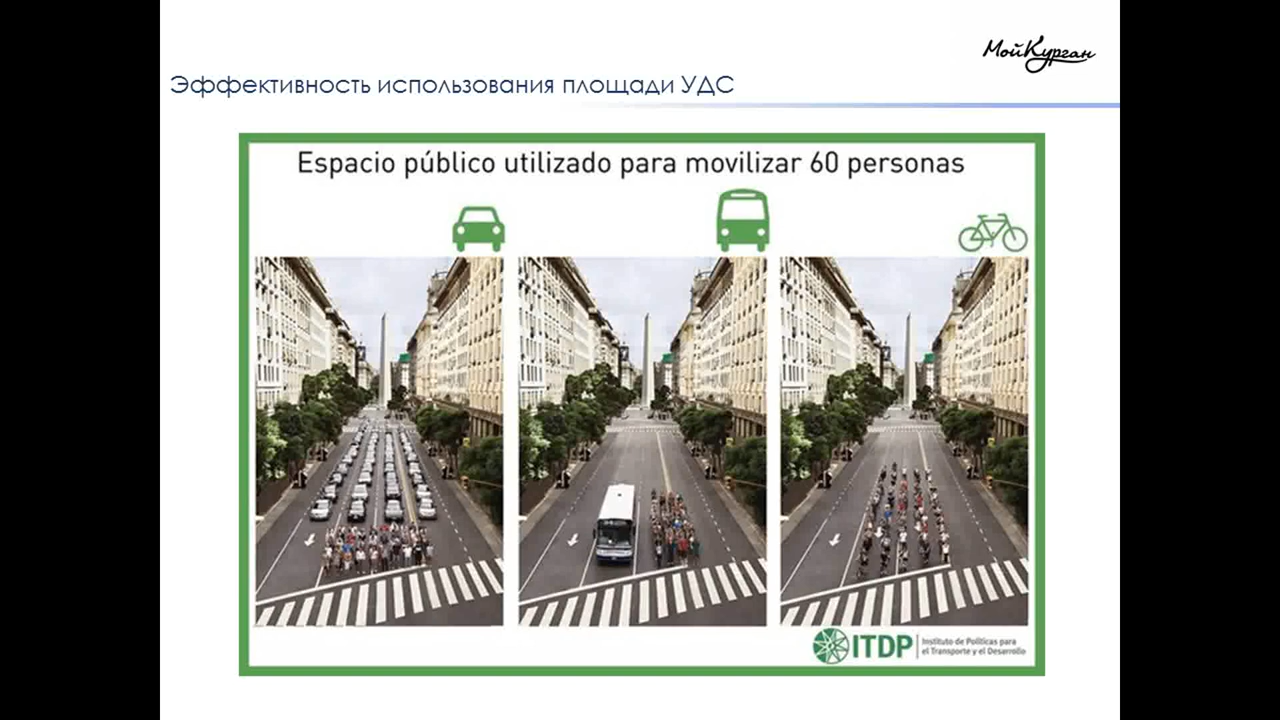 МойКурган
Эффективность использования площади УДС
Espacio público utilizado para movilizar 60 personas
ITDP
Instituto de Políticas para
el Transporte y el Desarrollo